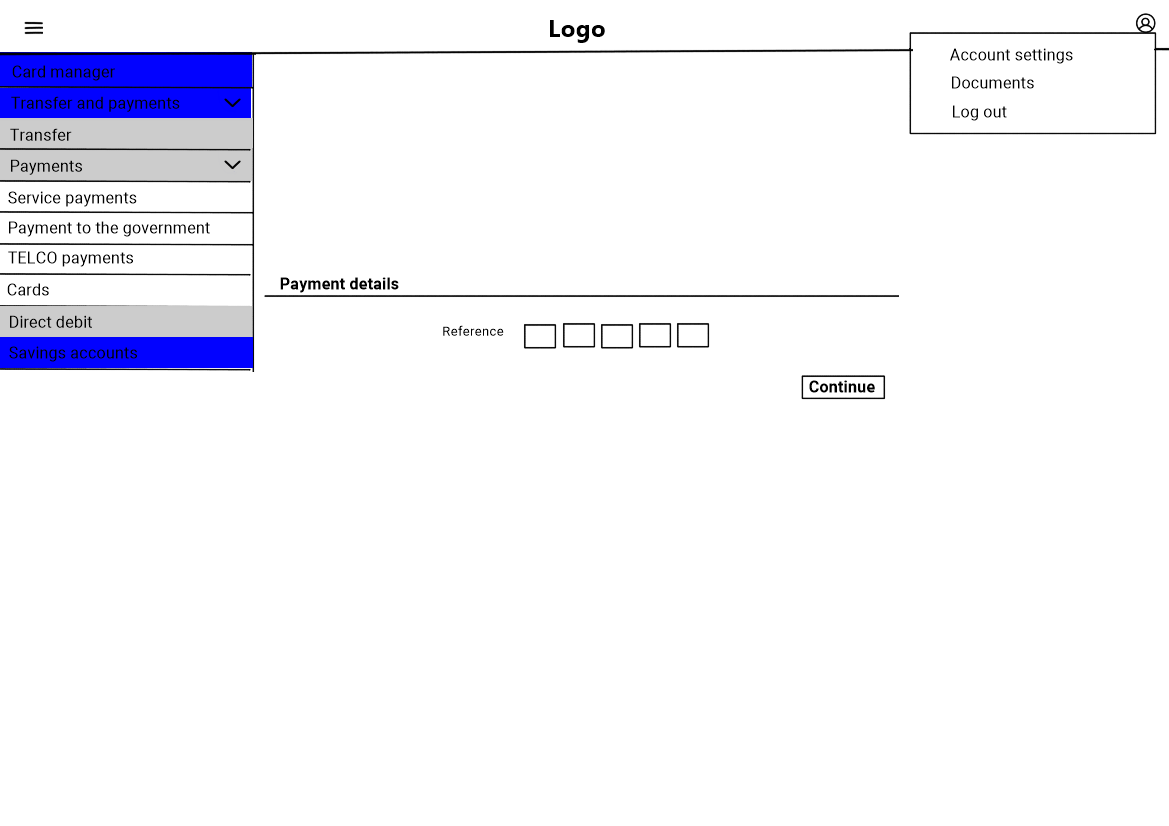 Logo
Account settings
Documents
Log out
Card manager
Transfer and payments
Transfer
Payments
Service payments
Payment to the government
TELCO payments
Cards
Direct debit
Savings accounts
Payment details
Reference
Continue